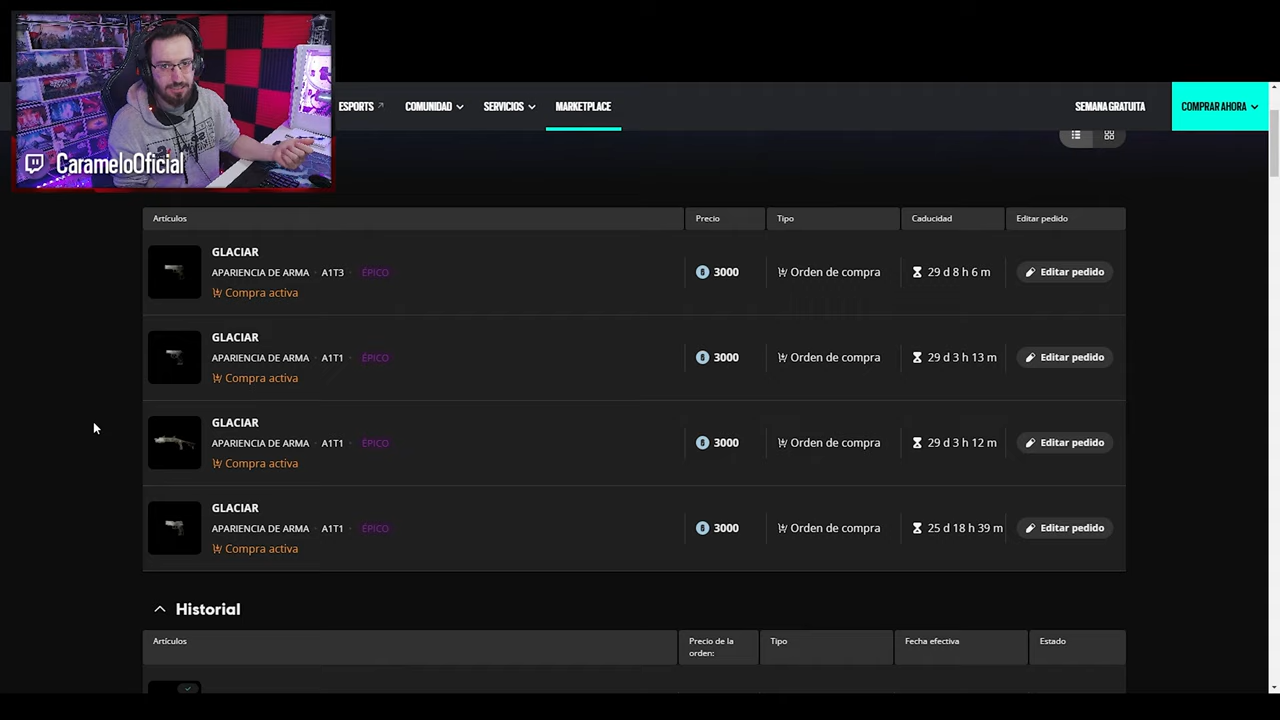 CarameloOficial
ESPORTS
COMUNIDAD
SERVICIOS
MARKETPLACE
SEMANA GRATUITA
COMPRAR AHORA
Artículos
Precio
Tipo
Caducidad
Editar pedido
GLACIAR
APARIENCIA DE ARMA · A1T3 · ÉPICO
Compra activa
3000
Orden de compra
29 d 8 h 6 m
Editar pedido
GLACIAR
APARIENCIA DE ARMA · A1T1 · ÉPICO
Compra activa
3000
Orden de compra
29 d 3 h 13 m
Editar pedido
GLACIAR
APARIENCIA DE ARMA · A1T1 · ÉPICO
Compra activa
3000
Orden de compra
29 d 3 h 12 m
Editar pedido
GLACIAR
APARIENCIA DE ARMA · A1T1 · ÉPICO
Compra activa
3000
Orden de compra
25 d 18 h 39 m
Editar pedido
Historial
Artículos
Precio de la
orden:
Tipo
Fecha efectiva
Estado